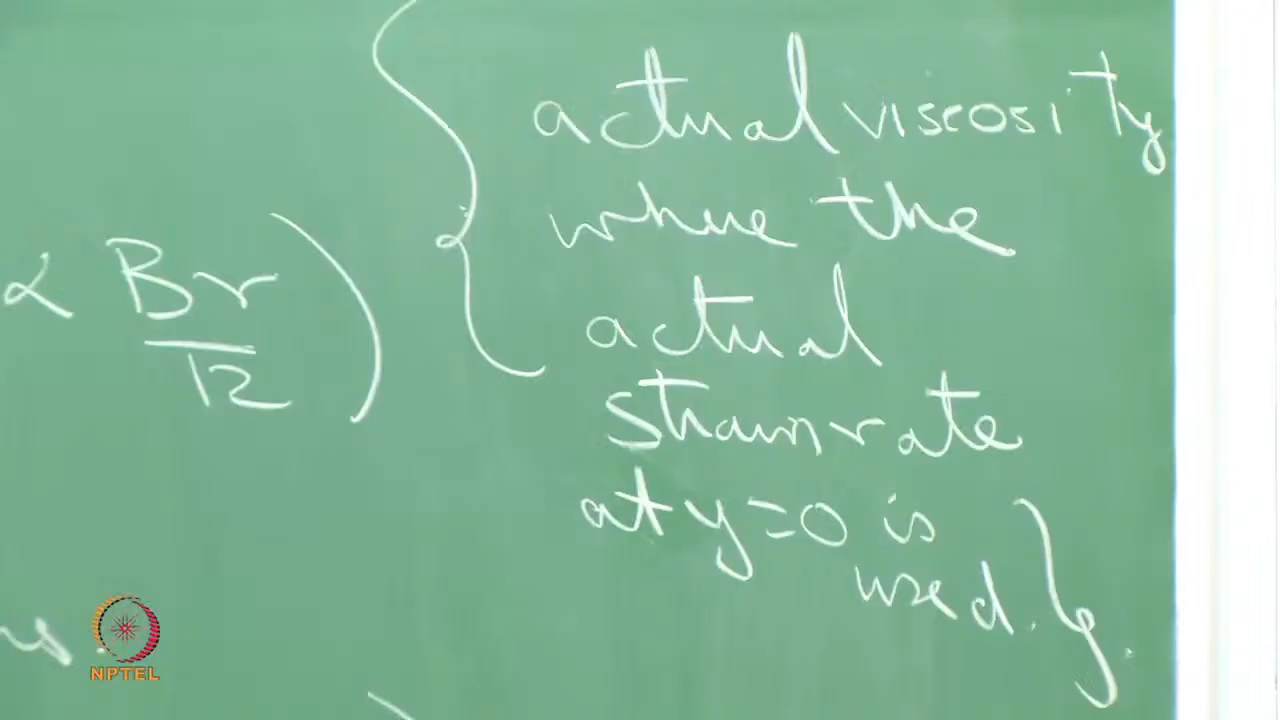 ∝ Br/12 )
{ actual viscosity
where the
actual
strain rate
at y=0 is
used. }
NPTEL